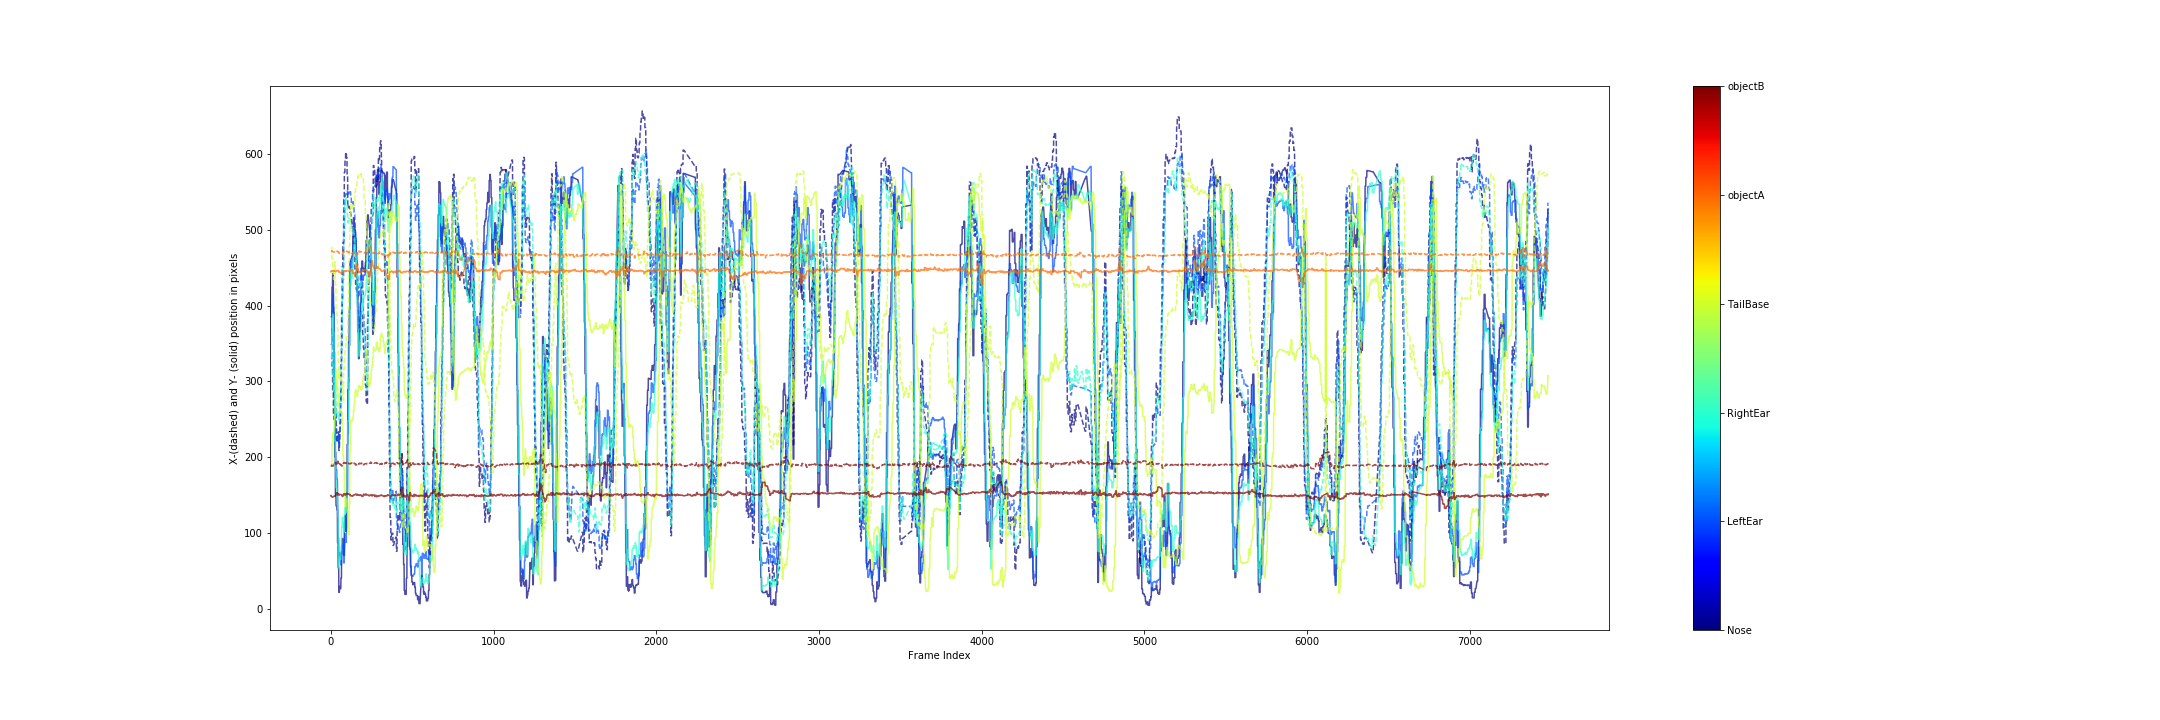 X-(dashed) and Y- (solid) position in pixels
600
500
400
300
200
100
0
0 1000 2000 3000 4000 5000 6000 7000
Frame Index
objectB
objectA
TailBase
RightEar
LeftEar
Nose